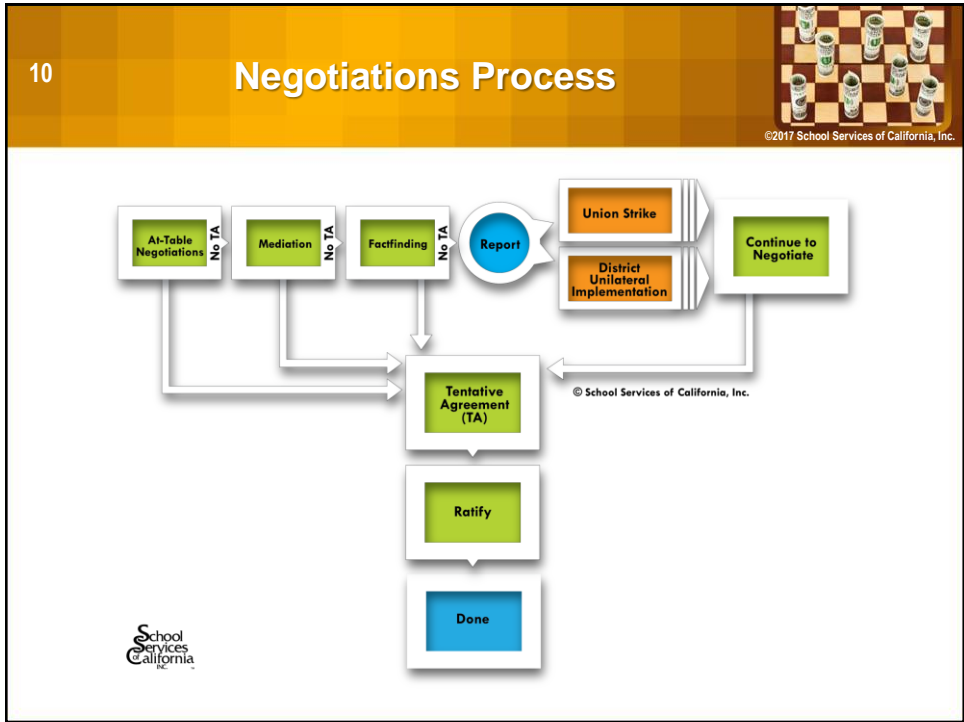 10
Negotiations Process
©2017 School Services of California, Inc.
At-Table
Negotiations
No TA
Mediation
No TA
Factfinding
No TA
Report
Union Strike
District
Unilateral
Implementation
Continue to
Negotiate
Tentative
Agreement
(TA)
© School Services of California, Inc.
Ratify
Done
School
Services
of California
INC.